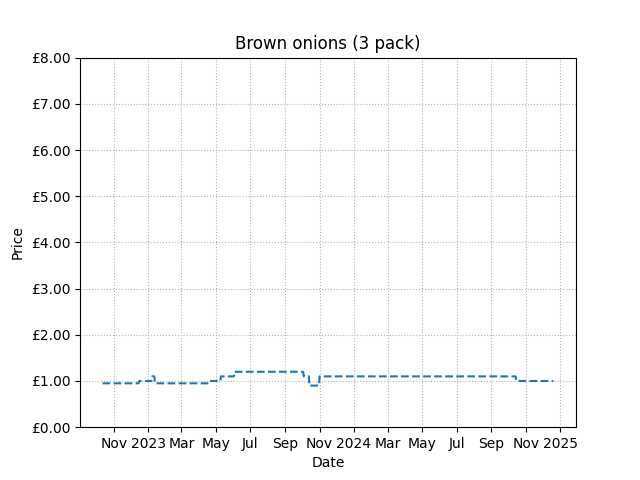 Brown onions (3 pack)
£8.00
£7.00
£6.00
£5.00
£4.00
£3.00
£2.00
£1.00
£0.00
Price
Nov 2023 Mar May Jul Sep Nov 2024 Mar May Jul Sep Nov 2025
Date